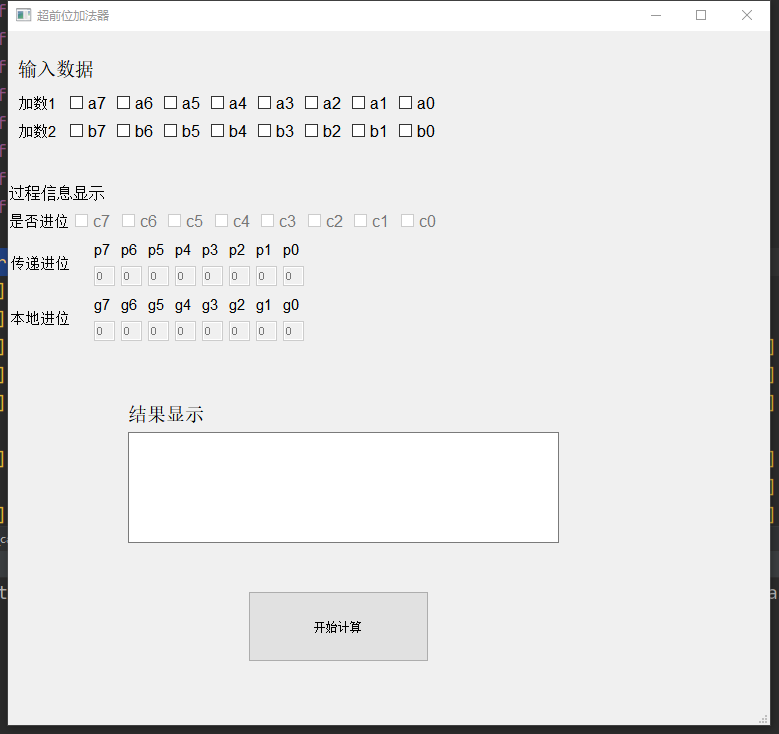 超前位加法器
输入数据
加数1 a7 a6 a5 a4 a3 a2 a1 a0
加数2 b7 b6 b5 b4 b3 b2 b1 b0
过程信息显示
是否进位 c7 c6 c5 c4 c3 c2 c1 c0
p7 p6 p5 p4 p3 p2 p1 p0
传递进位
0 0 0 0 0 0 0 0
g7 g6 g5 g4 g3 g2 g1 g0
本地进位
0 0 0 0 0 0 0 0
结果显示
开始计算